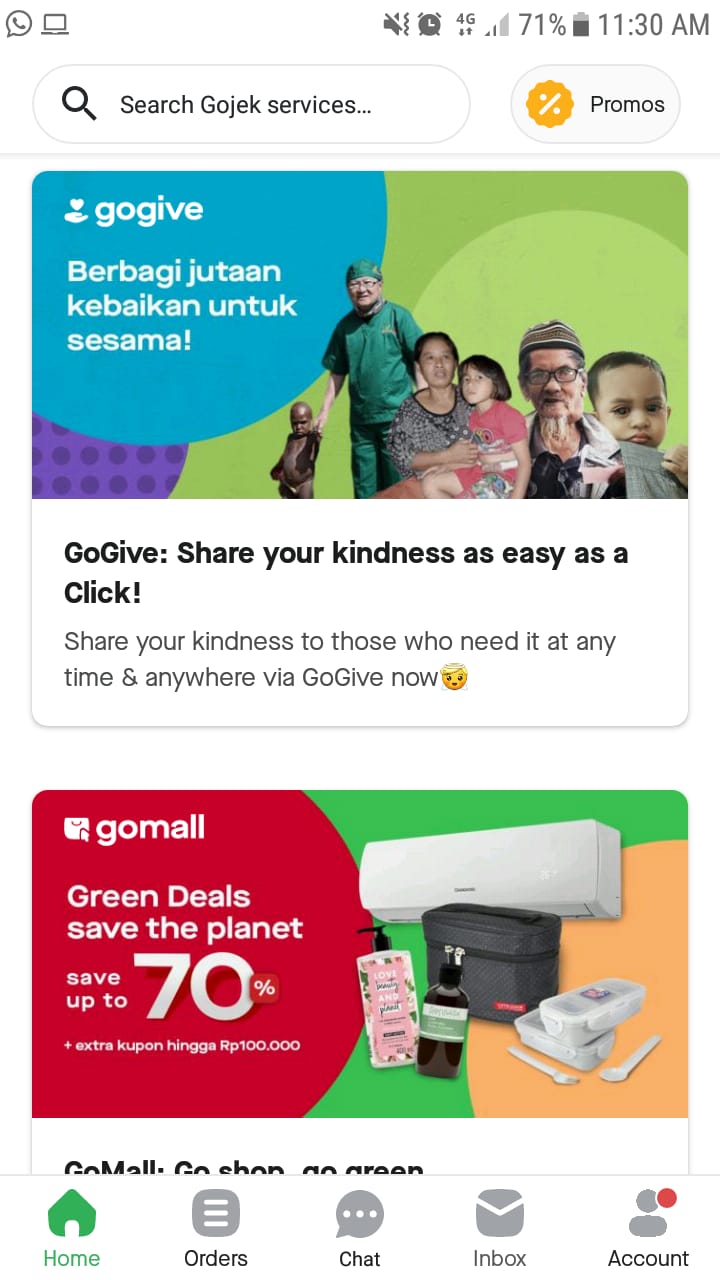 4G 71% 11:30 AM
Search Gojek services...
Promos
gogive
Berbagi jutaan
kebaikan untuk
sesama!
GoGive: Share your kindness as easy as a
Click!
Share your kindness to those who need it at any
time & anywhere via GoGive now
gomall
Green Deals
save the planet
save
up to 70%
+ extra kupon hingga Rp100.000
LOVE
beauty
AND
planet
GoMall: Go shop, go green
Home
Orders
Chat
Inbox
Account